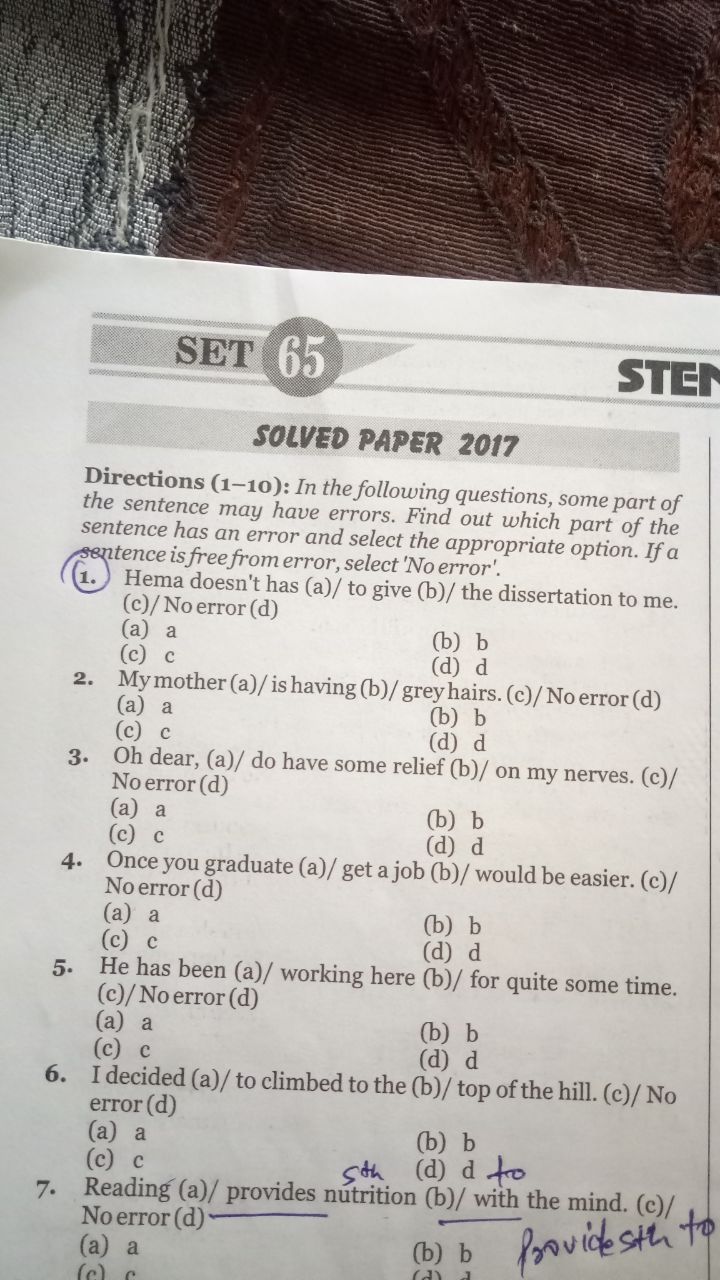 SET 65
STEN
SOLVED PAPER 2017
Directions (1–10): In the following questions, some part of
the sentence may have errors. Find out which part of the
sentence has an error and select the appropriate option. If a
sentence is free from error, select 'No error'.
1. Hema doesn't has (a)/ to give (b)/ the dissertation to me.
(c)/ No error (d)
(a) a (b) b
(c) c (d) d
2. My mother (a)/ is having (b)/ grey hairs. (c)/ No error (d)
(a) a (b) b
(c) c (d) d
3. Oh dear, (a)/ do have some relief (b)/ on my nerves. (c)/
No error (d)
(a) a (b) b
(c) c (d) d
4. Once you graduate (a)/ get a job (b)/ would be easier. (c)/
No error (d)
(a) a (b) b
(c) c (d) d
5. He has been (a)/ working here (b)/ for quite some time.
(c)/ No error (d)
(a) a (b) b
(c) c (d) d
6. I decided (a)/ to climbed to the (b)/ top of the hill. (c)/ No
error (d)
(a) a (b) b
(c) c (d) d
sth to
7. Reading (a)/ provides nutrition (b)/ with the mind. (c)/
No error (d)
provide sth to
(a) a (b) b
(c) c (d) d